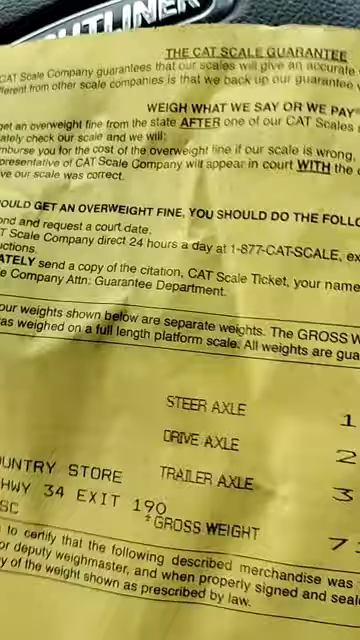 HTLINER
THE CAT SCALE GUARANTEE
CAT Scale Company guarantees that our scales will give an accurate
fferent from other scale companies is that we back up our guarantee
WEIGH WHAT WE SAY OR WE PAY®
get an overweight fine from the state AFTER one of our CAT Scales
ately check our scale and we will:
mburse you for the cost of the overweight fine if our scale is wrong,
presentative of CAT Scale Company will appear in court WITH the
ve our scale was correct.
OULD GET AN OVERWEIGHT FINE, YOU SHOULD DO THE FOLLO
ond and request a court date.
T Scale Company direct 24 hours a day at 1-877-CAT-SCALE, ex
uctions.
ATELY send a copy of the citation, CAT Scale Ticket, your name
le Company Attn: Guarantee Department.
our weights shown below are separate weights. The GROSS W
was weighed on a full length platform scale. All weights are gua
STEER AXLE 1
DRIVE AXLE 2
TRAILER AXLE 3
OUNTRY STORE
HWY 34 EXIT 190
SC
*GROSS WEIGHT 7
to certify that the following described merchandise was
or deputy weighmaster, and when properly signed and seale
y of the weight shown as prescribed by law.